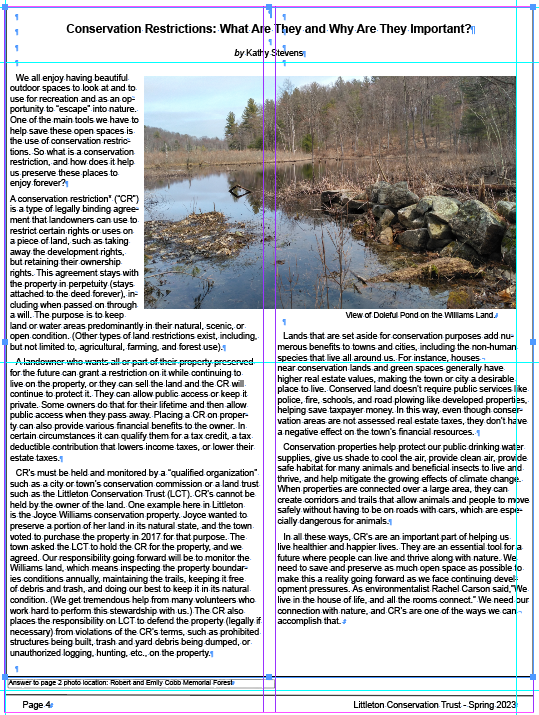 Conservation Restrictions: What Are They and Why Are They Important?
by Kathy Stevens
We all enjoy having beautiful
outdoor spaces to look at and to
use for recreation and as an op-
portunity to “escape” into nature.
One of the main tools we have to
help save these open spaces is
the use of conservation restric-
tions. So what is a conservation
restriction, and how does it help
us preserve these places to
enjoy forever?
A conservation restriction* (“CR”)
is a type of legally binding agree-
ment that landowners can use to
restrict certain rights or uses on
a piece of land, such as taking
away the development rights,
but retaining their ownership
rights. This agreement stays with
the property in perpetuity (stays
attached to the deed forever), in-
cluding when passed on through
a will. The purpose is to keep
land or water areas predominantly in their natural, scenic, or
open condition. (Other types of land restrictions exist, including,
but not limited to, agricultural, farming, and forest use).
A landowner who wants all or part of their property preserved
for the future can grant a restriction on it while continuing to
live on the property, or they can sell the land and the CR will
continue to protect it. They can allow public access or keep it
private. Some owners do that for their lifetime and then allow
public access when they pass away. Placing a CR on proper-
ty can also provide various financial benefits to the owner. In
certain circumstances it can qualify them for a tax credit, a tax
deductible contribution that lowers income taxes, or lower their
estate taxes.
CR’s must be held and monitored by a “qualified organization”
such as a city or town’s conservation commission or a land trust
such as the Littleton Conservation Trust (LCT). CR’s cannot be
held by the owner of the land. One example here in Littleton
is the Joyce Williams conservation property. Joyce wanted to
preserve a portion of her land in its natural state, and the town
voted to purchase the property in 2017 for that purpose. The
town asked the LCT to hold the CR for the property, and we
agreed. Our responsibility going forward will be to monitor the
Williams land, which means inspecting the property boundar-
ies conditions annually, maintaining the trails, keeping it free
of debris and trash, and doing our best to keep it in its natural
condition. (We get tremendous help from many volunteers who
work hard to perform this stewardship with us.) The CR also
places the responsibility on LCT to defend the property (legally if
necessary) from violations of the CR’s terms, such as prohibited
structures being built, trash and yard debris being dumped, or
unauthorized logging, hunting, etc., on the property.
View of Doleful Pond on the Williams Land.
Lands that are set aside for conservation purposes add nu-
merous benefits to towns and cities, including the non-human
species that live all around us. For instance, houses
near conservation lands and green spaces generally have
higher real estate values, making the town or city a desirable
place to live. Conserved land doesn’t require public services like
police, fire, schools, and road plowing like developed properties,
helping save taxpayer money. In this way, even though conser-
vation areas are not assessed real estate taxes, they don’t have
a negative effect on the town’s financial resources.
Conservation properties help protect our public drinking water
supplies, give us shade to cool the air, provide clean air, provide
safe habitat for many animals and beneficial insects to live and
thrive, and help mitigate the growing effects of climate change.
When properties are connected over a large area, they can
create corridors and trails that allow animals and people to move
safely without having to be on roads with cars, which are espe-
cially dangerous for animals.
In all these ways, CR’s are an important part of helping us
live healthier and happier lives. They are an essential tool for a
future where people can live and thrive along with nature. We
need to save and preserve as much open space as possible to
make this a reality going forward as we face continuing devel-
opment pressures. As environmentalist Rachel Carson said,“We
live in the house of life, and all the rooms connect.” We need our
connection with nature, and CR’s are one of the ways we can
accomplish that.
Answer to page 2 photo location: Robert and Emily Cobb Memorial Forest
Page 4
Littleton Conservation Trust - Spring 2023